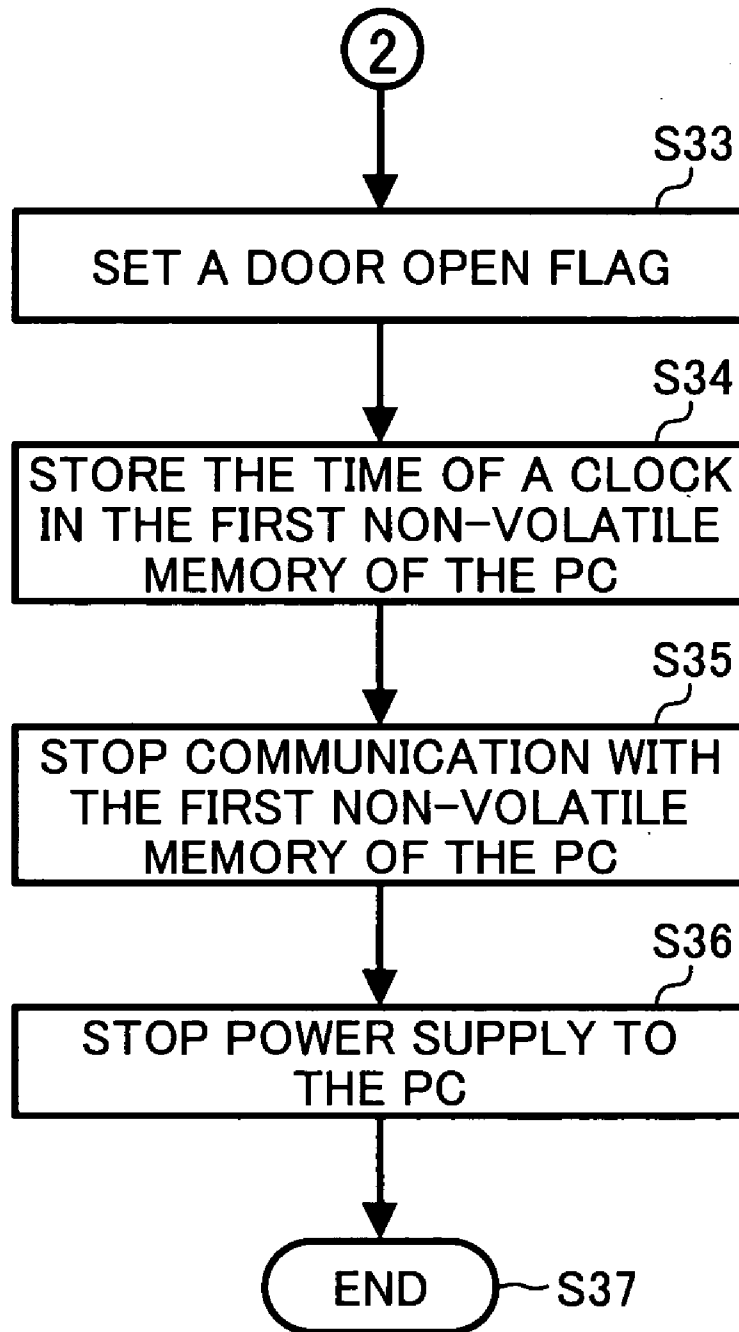 2
S33
SET A DOOR OPEN FLAG
S34
STORE THE TIME OF A CLOCK
IN THE FIRST NON-VOLATILE
MEMORY OF THE PC
S35
STOP COMMUNICATION WITH
THE FIRST NON-VOLATILE
MEMORY OF THE PC
S36
STOP POWER SUPPLY TO
THE PC
END
S37